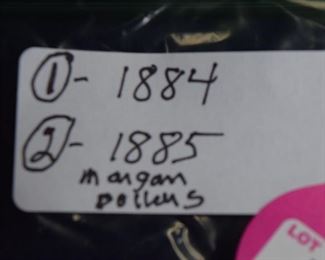 ①- 1884
②- 1885
morgan
Dollars
LOT